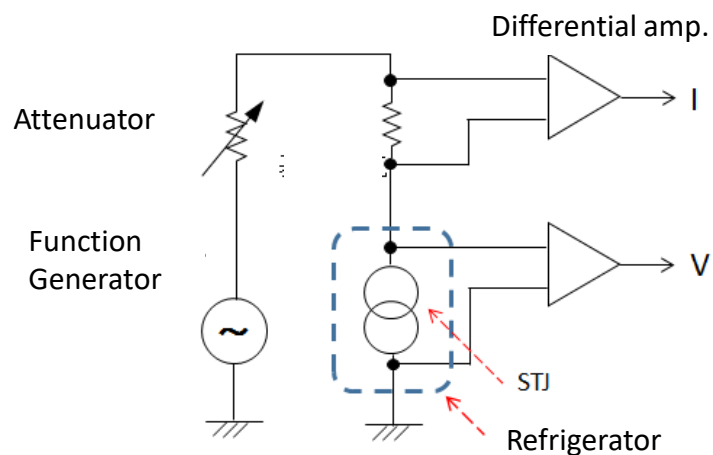 Differential amp.
I
Attenuator
Function
Generator
~
V
STJ
Refrigerator